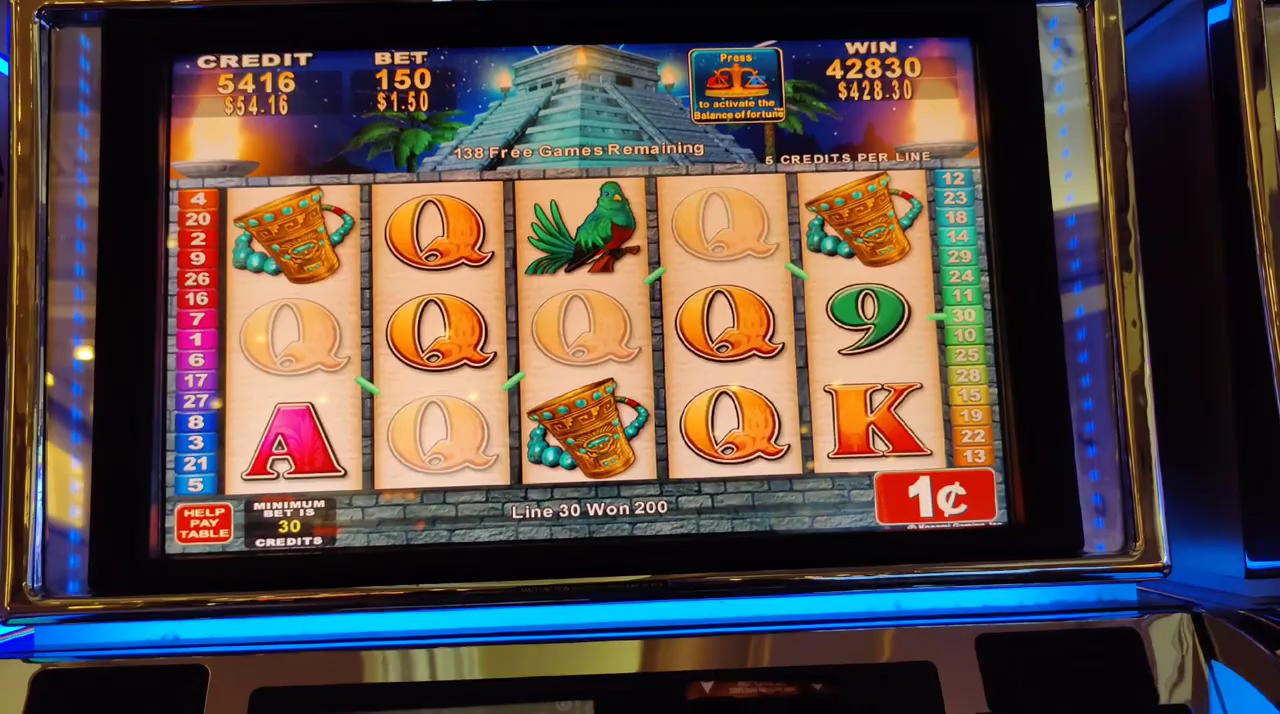 CREDIT
5416
$54.16
BET
150
$1.50
WIN
42830
$428.30
Press
to activate the
Balance of fortune
138 Free Games Remaining
5 CREDITS PER LINE
4
20
2
9
26
16
7
1
6
17
27
8
3
21
5
Q
Q
Q
Q
Q
9
A
Q
Q
K
12
23
18
14
29
24
11
30
10
25
28
15
19
22
13
HELP
PAY
TABLE
MINIMUM
BET IS
30
CREDITS
Line 30 Won 200
1¢